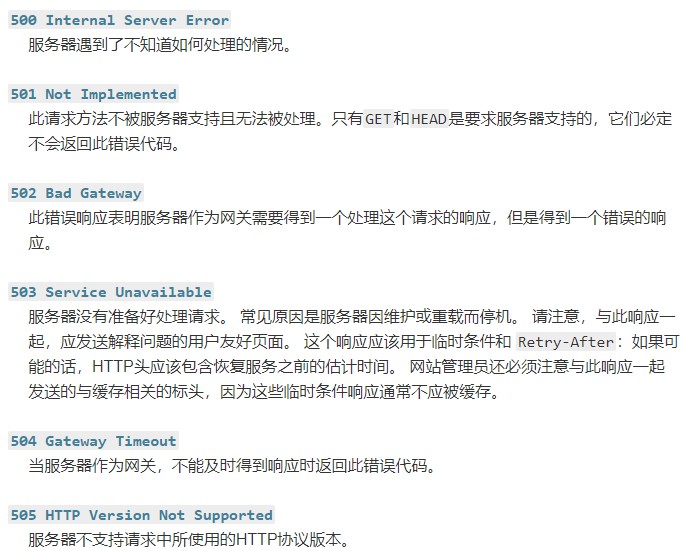 500 Internal Server Error
服务器遇到了不知道如何处理的情况。
501 Not Implemented
此请求方法不被服务器支持且无法被处理。只有GET和HEAD是要求服务器支持的，它们必定
不会返回此错误代码。
502 Bad Gateway
此错误响应表明服务器作为网关需要得到一个处理这个请求的响应，但是得到一个错误的响
应。
503 Service Unavailable
服务器没有准备好处理请求。 常见原因是服务器因维护或重载而停机。 请注意，与此响应一
起，应发送解释问题的用户友好页面。 这个响应应该用于临时条件和 Retry-After：如果可
能的话，HTTP头应该包含恢复服务之前的估计时间。 网站管理员还必须注意与此响应一起
发送的与缓存相关的标头，因为这些临时条件响应通常不应被缓存。
504 Gateway Timeout
当服务器作为网关，不能及时得到响应时返回此错误代码。
505 HTTP Version Not Supported
服务器不支持请求中所使用的HTTP协议版本。